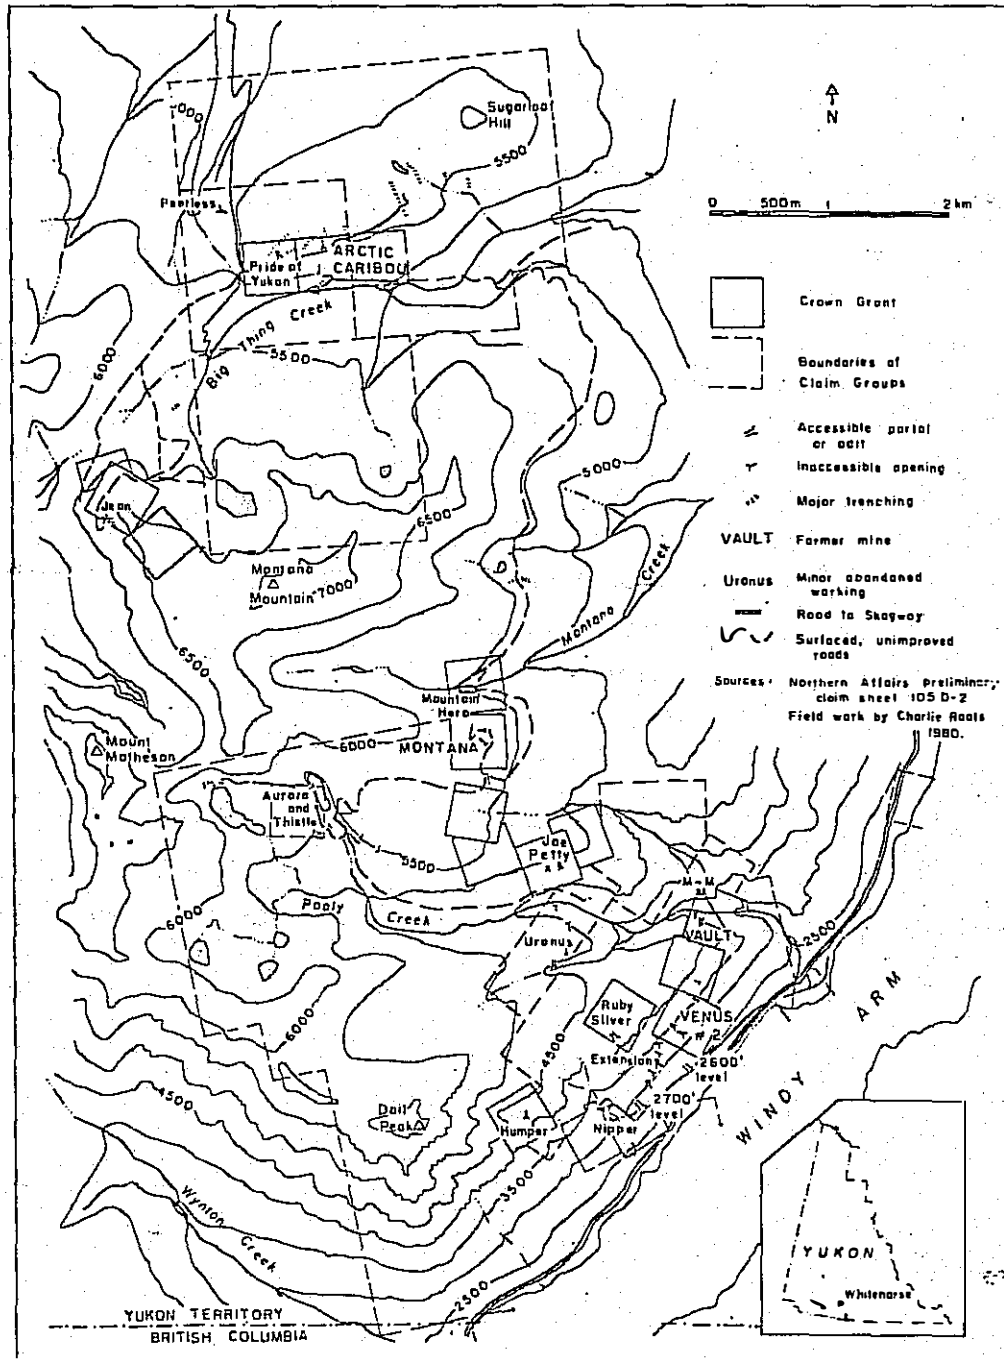 Sugarloaf
Hill
N
5500
Peerless
0 500m 1 2 km
ARCTIC
CARIBOU
Pride of
Yukon
Crown Grant
Big Thing Creek
5500
6000
Boundaries of
Claim Groups
Accessible portal
or adit
5000
Inaccessible opening
Jean
6500
Major trenching
VAULT Former mine
Montana
Mountain
7000
Creek
Montana
Uranus Minor abandoned
working
Road to Skagway
Surfaced, unimproved
roads
6500
Sources: Northern Affairs preliminary
claim sheet 105 D-2
Field work by Charlie Roots
1980.
Mountain
Hero
6000
MONTANA
Mount
Matheson
Aurora
and
Thistle
5500
Joe
Petty
M-M
6000
Pooly
Creek
VAULT
2500
Uranus
Ruby
Silver
VENUS
# 2
6000
4500
Extension
2600'
level
WINDY ARM
4500
2700'
level
Dail
Peak
Humper
Nipper
3500
Wynton
Creek
2500
YUKON
Whitehorse
YUKON TERRITORY
BRITISH COLUMBIA